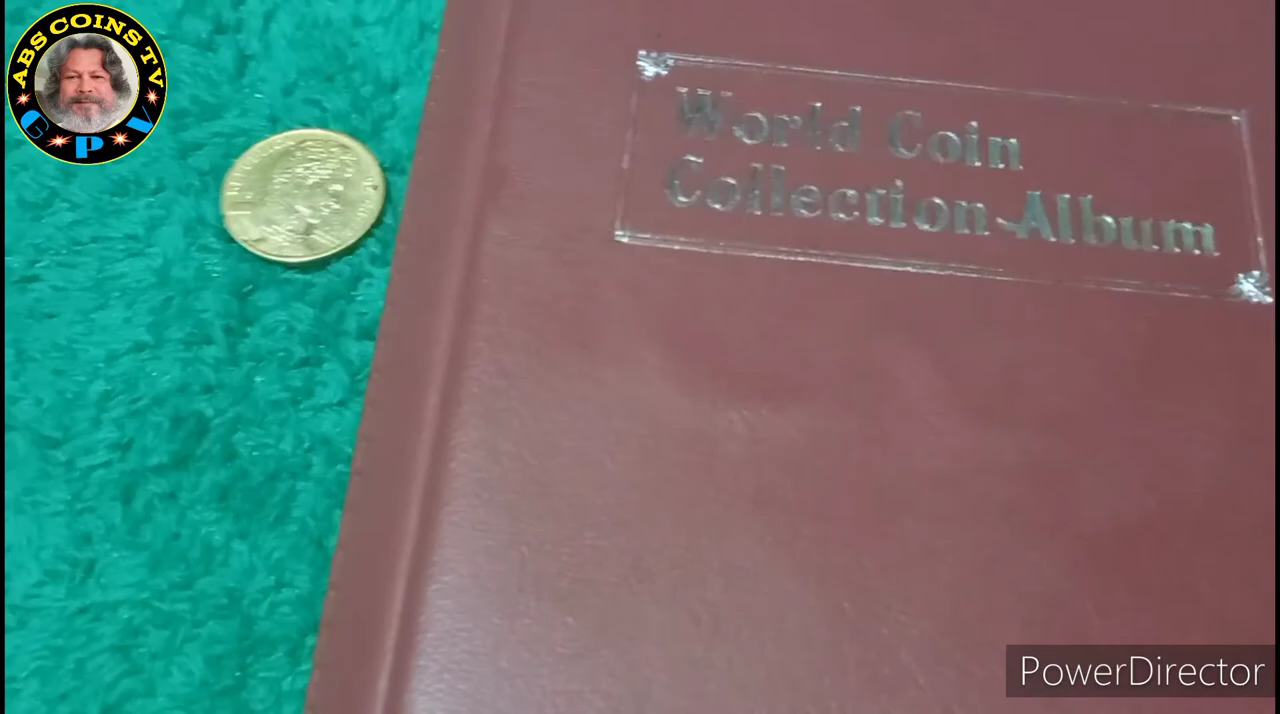 ABS COINS TV
G P V
World Coin
Collection-Album
PowerDirector